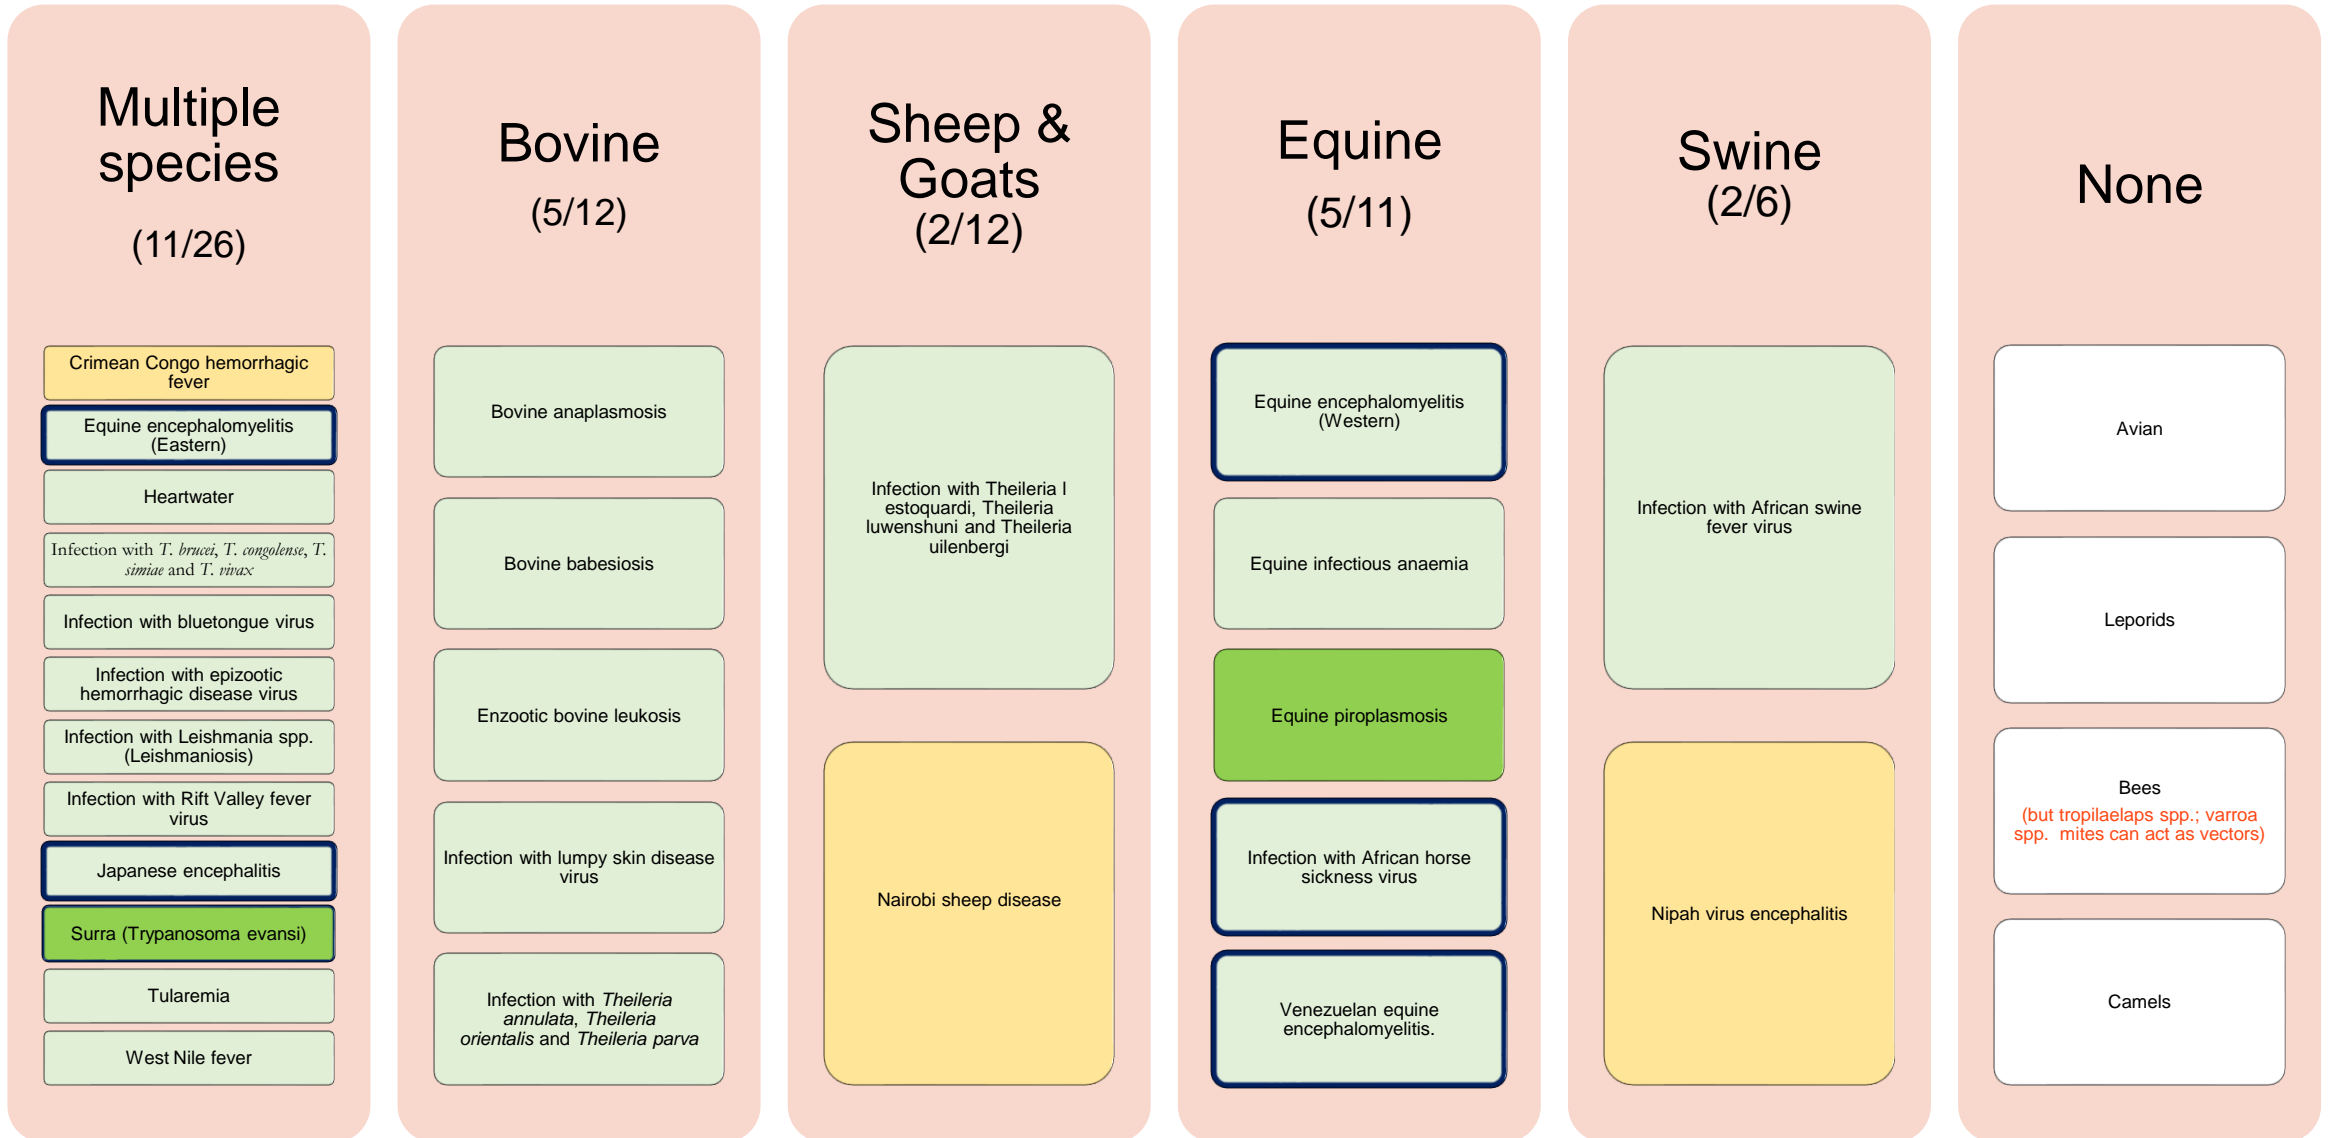 Multiple
species
(11/26)
Crimean Congo hemorrhagic
fever
Equine encephalomyelitis
(Eastern)
Heartwater
Infection with T. brucei, T. congolense, T.
simiae and T. vivax
Infection with bluetongue virus
Infection with epizootic
hemorrhagic disease virus
Infection with Leishmania spp.
(Leishmaniosis)
Infection with Rift Valley fever
virus
Japanese encephalitis
Surra (Trypanosoma evansi)
Tularemia
West Nile fever
Bovine
(5/12)
Bovine anaplasmosis
Bovine babesiosis
Enzootic bovine leukosis
Infection with lumpy skin disease
virus
Infection with Theileria
annulata, Theileria
orientalis and Theileria parva
Sheep &
Goats
(2/12)
Infection with Theileria l
estoquardi, Theileria
luwenshuni and Theileria
uilenbergi
Nairobi sheep disease
Equine
(5/11)
Equine encephalomyelitis
(Western)
Equine infectious anaemia
Equine piroplasmosis
Infection with African horse
sickness virus
Venezuelan equine
encephalomyelitis.
Swine
(2/6)
Infection with African swine
fever virus
Nipah virus encephalitis
None
Avian
Leporids
Bees
(but tropilaelaps spp.; varroa
spp. mites can act as vectors)
Camels